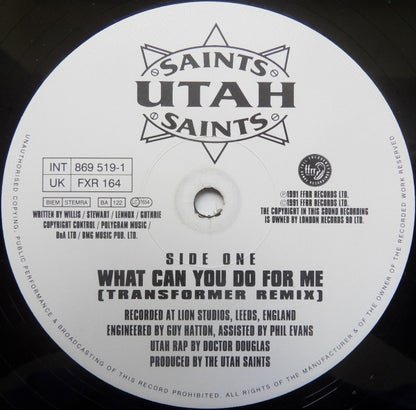 SAINTS
UTAH
SAINTS
INT 869 519-1
UK FXR 164
BIEM STEMRA BA 122 LC 7654
WRITTEN BY WILLIS / STEWART / LENNOX / GUTHRIE
COPYRIGHT CONTROL / POLYGRAM MUSIC /
BnA LTD / BMG MUSIC PUB. LTD.
ffrr
℗1991 FFRR RECORDS LTD.
©1991 FFRR RECORDS LTD.
THE COPYRIGHT IN THIS SOUND RECORDING
IS OWNED BY LONDON RECORDS 90 LTD.
SIDE ONE
WHAT CAN YOU DO FOR ME
(TRANSFORMER REMIX)
RECORDED AT LION STUDIOS, LEEDS, ENGLAND
ENGINEERED BY GUY HATTON, ASSISTED BY PHIL EVANS
UTAH RAP BY DOCTOR DOUGLAS
PRODUCED BY THE UTAH SAINTS
UNAUTHORISED COPYING, PUBLIC PERFORMANCE & BROADCASTING OF THIS RECORD PROHIBITED. ALL RIGHTS OF THE MANUFACTURER & OF THE OWNER OF THE RECORDED WORK RESERVED.